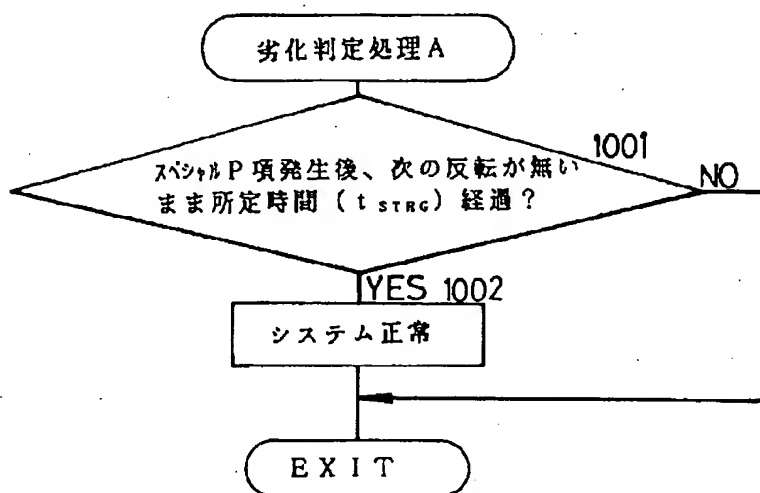 劣化判定処理A
1001
スペシャルP項発生後、次の反転が無い
まま所定時間(tSTRG)経過?
NO
YES 1002
システム正常
EXIT